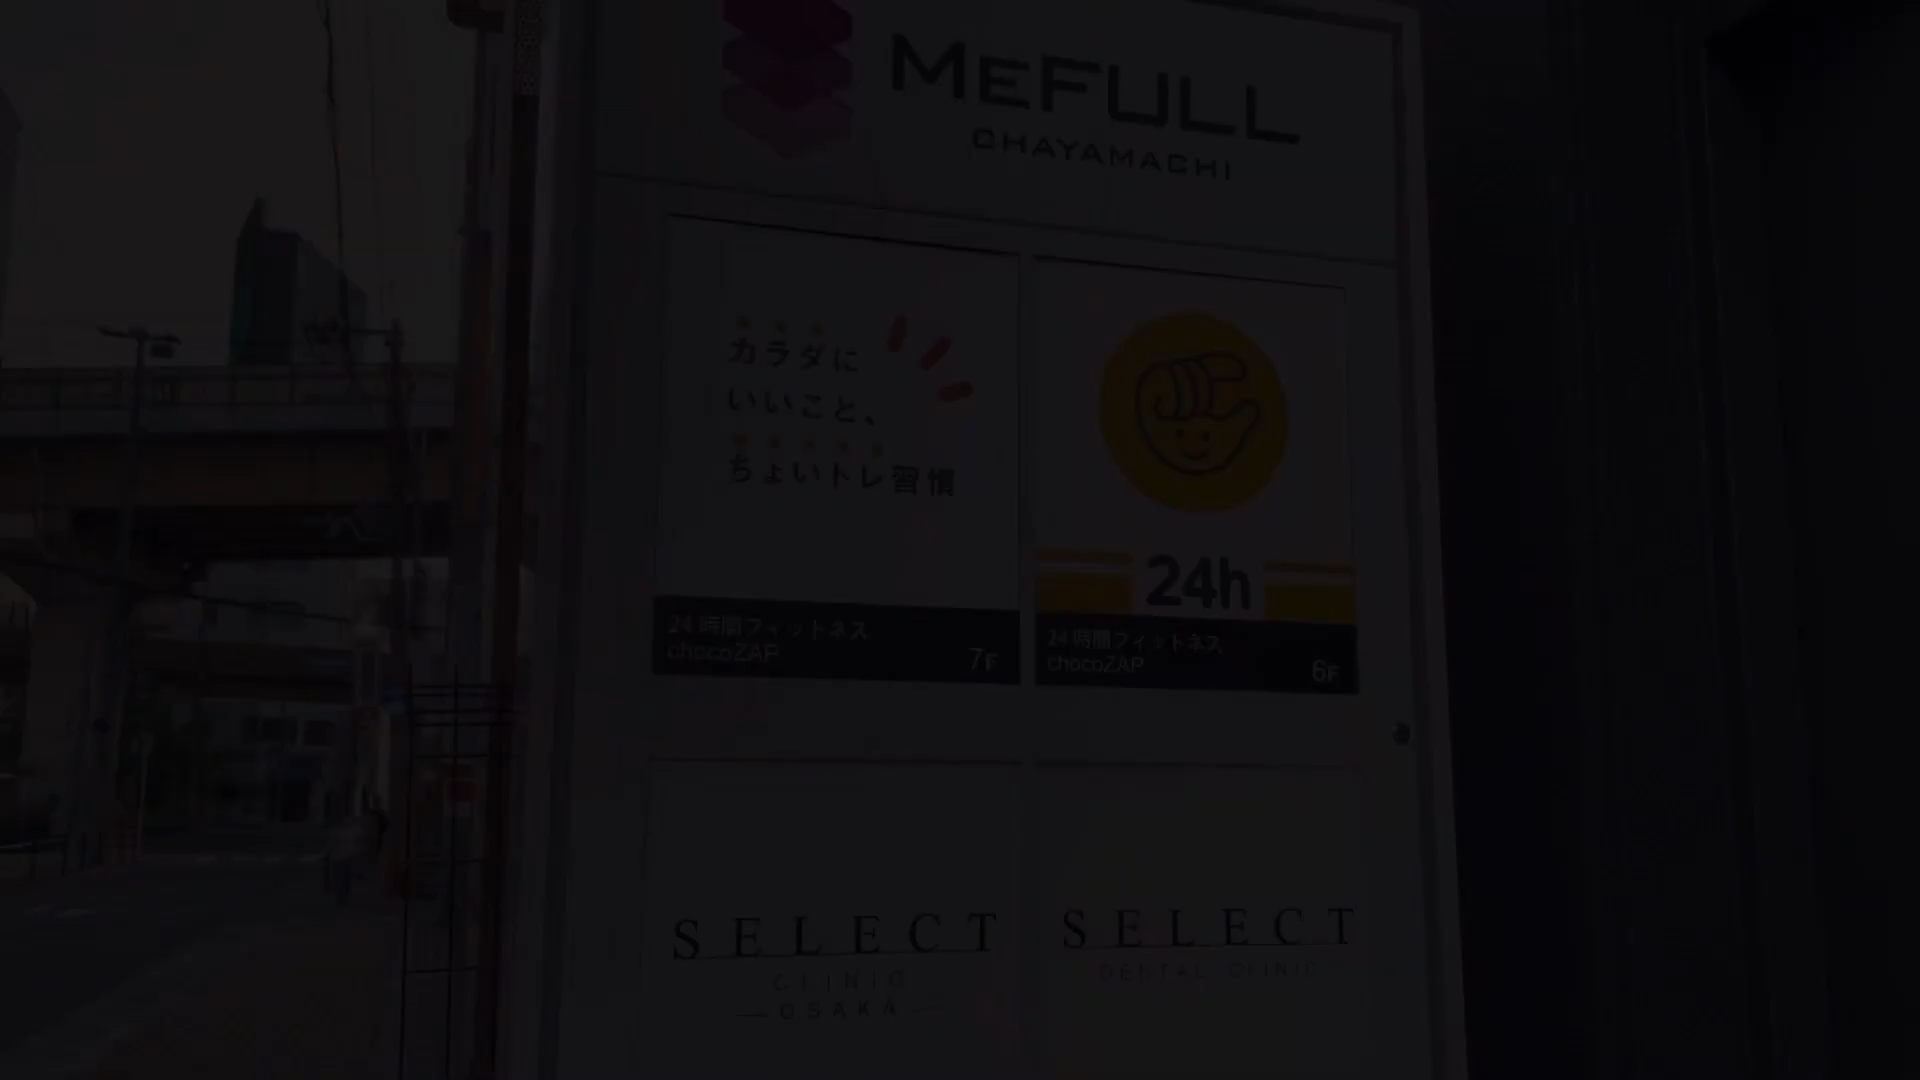 MEFULL
CHAYAMACHI
カラダに
いいこと、
ちょいトレ習慣
24時間フィットネス
chocoZAP
7F
24h
24時間フィットネス
chocoZAP
6F
SELECT
CLINIC
OSAKA
SELECT
DENTAL CLINIC